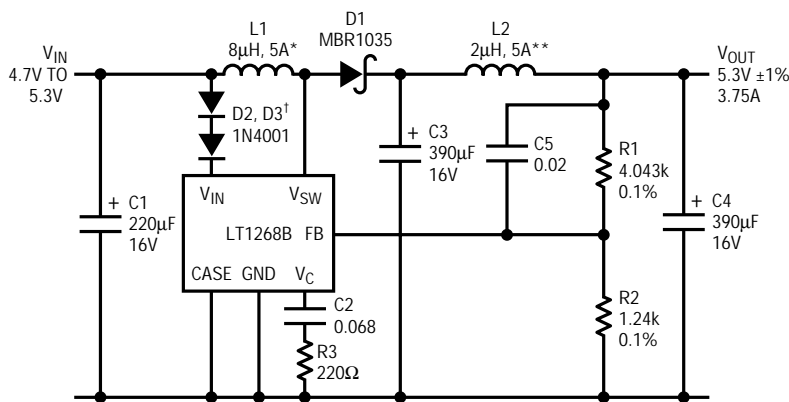 V_IN
4.7V TO
5.3V
L1
8µH, 5A*
D1
MBR1035
L2
2µH, 5A**
V_OUT
5.3V ±1%
3.75A
D2, D3†
1N4001
+ C1
220µF
16V
V_IN
V_SW
LT1268B FB
CASE GND V_C
C2
0.068
R3
220Ω
+ C3
390µF
16V
C5
0.02
R1
4.043k
0.1%
R2
1.24k
0.1%
+ C4
390µF
16V